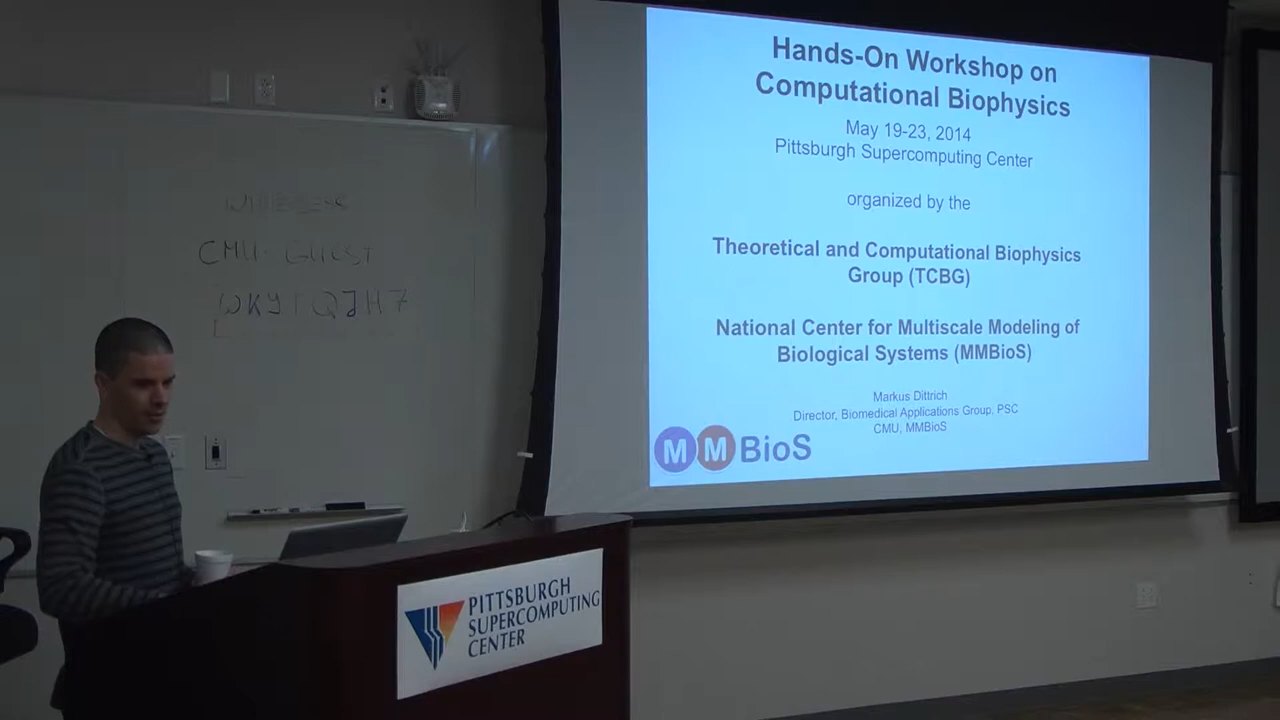 WIRELESS
CMU-GUEST
Hands-On Workshop on
Computational Biophysics
May 19-23, 2014
Pittsburgh Supercomputing Center
organized by the
Theoretical and Computational Biophysics
Group (TCBG)
National Center for Multiscale Modeling of
Biological Systems (MMBioS)
Markus Dittrich
Director, Biomedical Applications Group, PSC
CMU, MMBioS
MMBioS
PITTSBURGH
SUPERCOMPUTING
CENTER